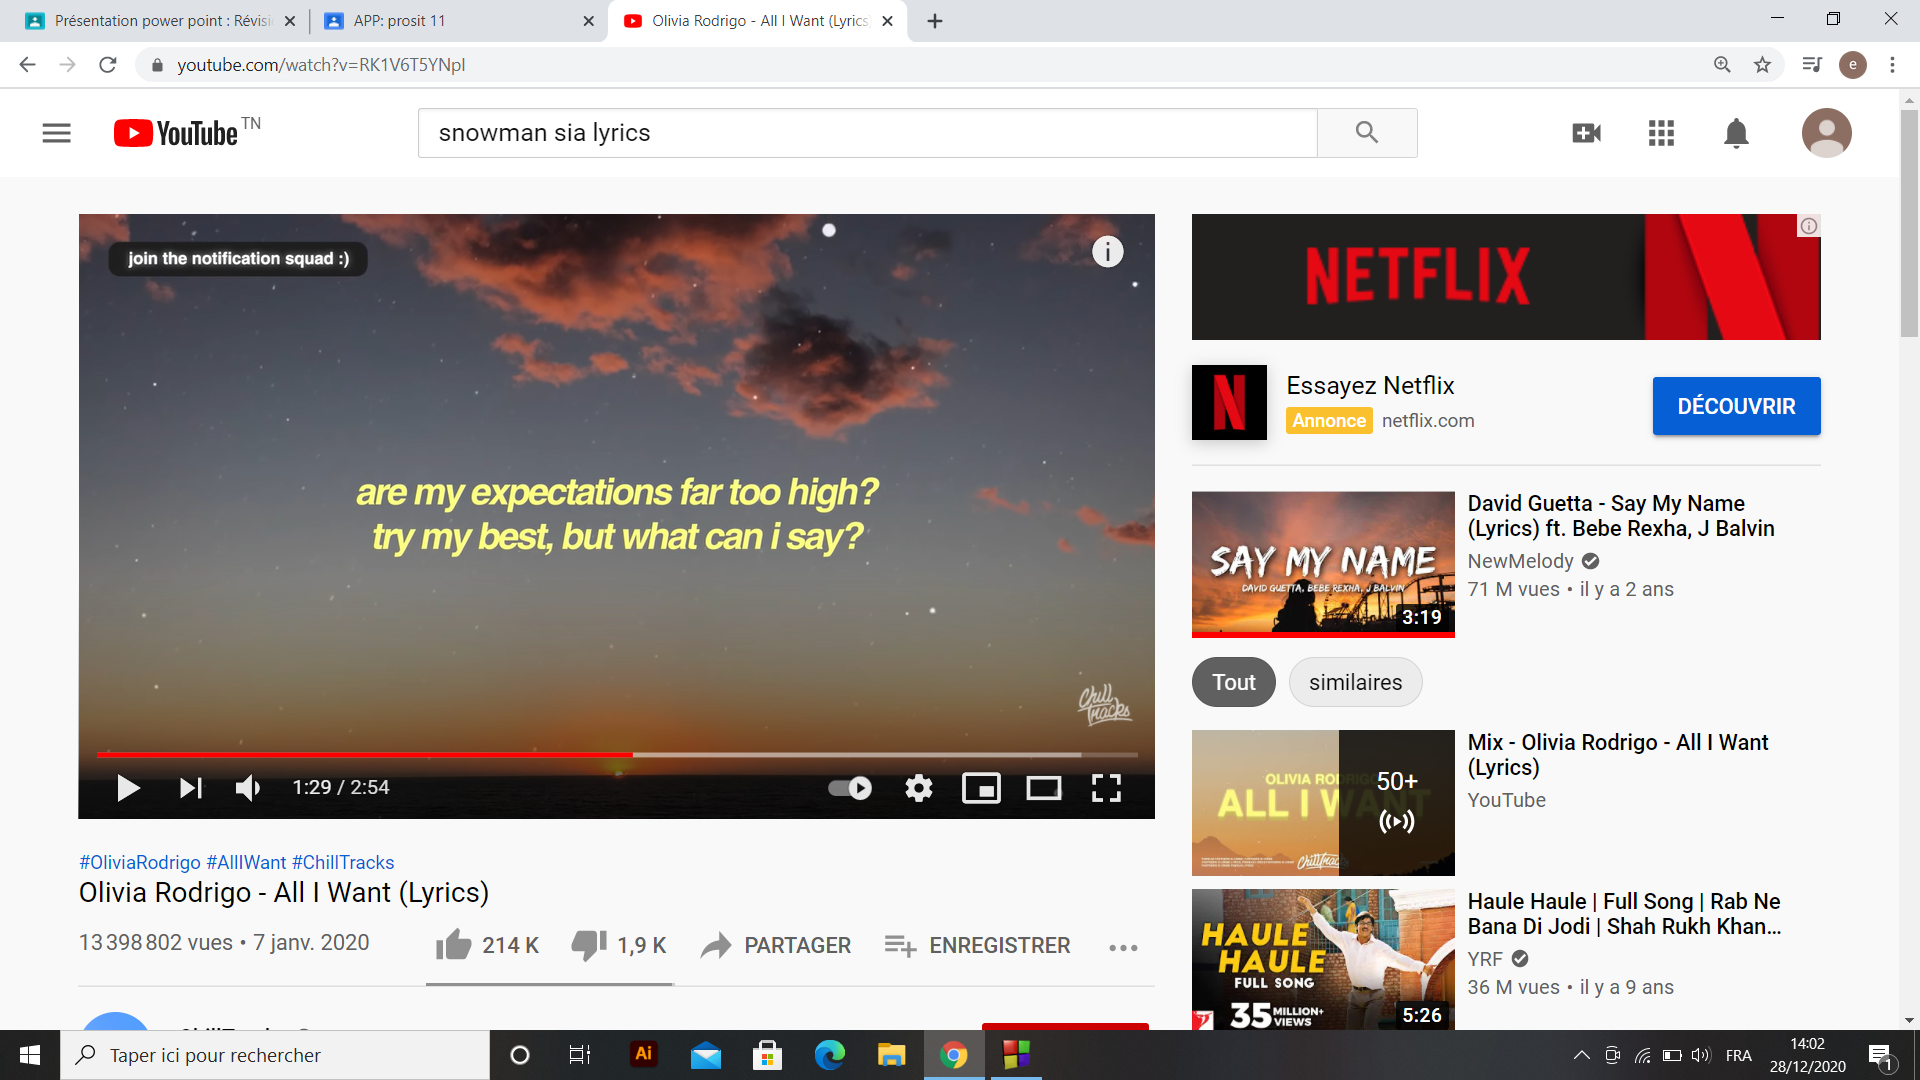 Présentation power point : Révisi
APP: prosit 11
Olivia Rodrigo - All I Want (Lyrics
youtube.com/watch?v=RK1V6T5YNpI
e
YouTube TN
snowman sia lyrics
join the notification squad :)
i
are my expectations far too high?
try my best, but what can i say?
Chill
Tracks
1:29 / 2:54
#OliviaRodrigo #AllIWant #ChillTracks
Olivia Rodrigo - All I Want (Lyrics)
13 398 802 vues • 7 janv. 2020
214 K
1,9 K
PARTAGER
ENREGISTRER
NETFLIX
N
Essayez Netflix
Annonce netflix.com
DÉCOUVRIR
SAY MY NAME
DAVID GUETTA, BEBE REXHA, J BALVIN
3:19
David Guetta - Say My Name
(Lyrics) ft. Bebe Rexha, J Balvin
NewMelody
71 M vues • il y a 2 ans
Tout
similaires
OLIVIA RODRIGO
ALL I WANT
Chill Tracks
50+
Mix - Olivia Rodrigo - All I Want
(Lyrics)
YouTube
HAULE
HAULE
FULL SONG
35 MILLION+
VIEWS
5:26
Haule Haule | Full Song | Rab Ne
Bana Di Jodi | Shah Rukh Khan...
YRF
36 M vues • il y a 9 ans
Taper ici pour rechercher
Ai
FRA
14:02
28/12/2020
1